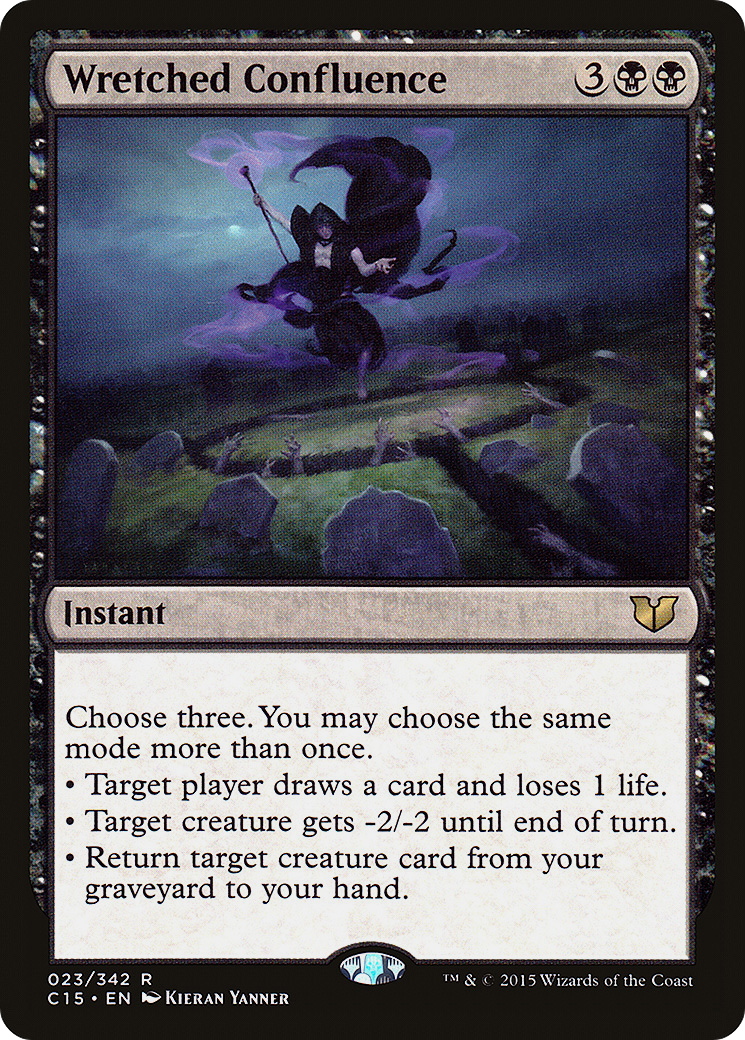 Wretched Confluence 3
Instant
Choose three. You may choose the same
mode more than once.
• Target player draws a card and loses 1 life.
• Target creature gets -2/-2 until end of turn.
• Return target creature card from your
graveyard to your hand.
023/342 R
C15 • EN Kieran Yanner
™ & © 2015 Wizards of the Coast